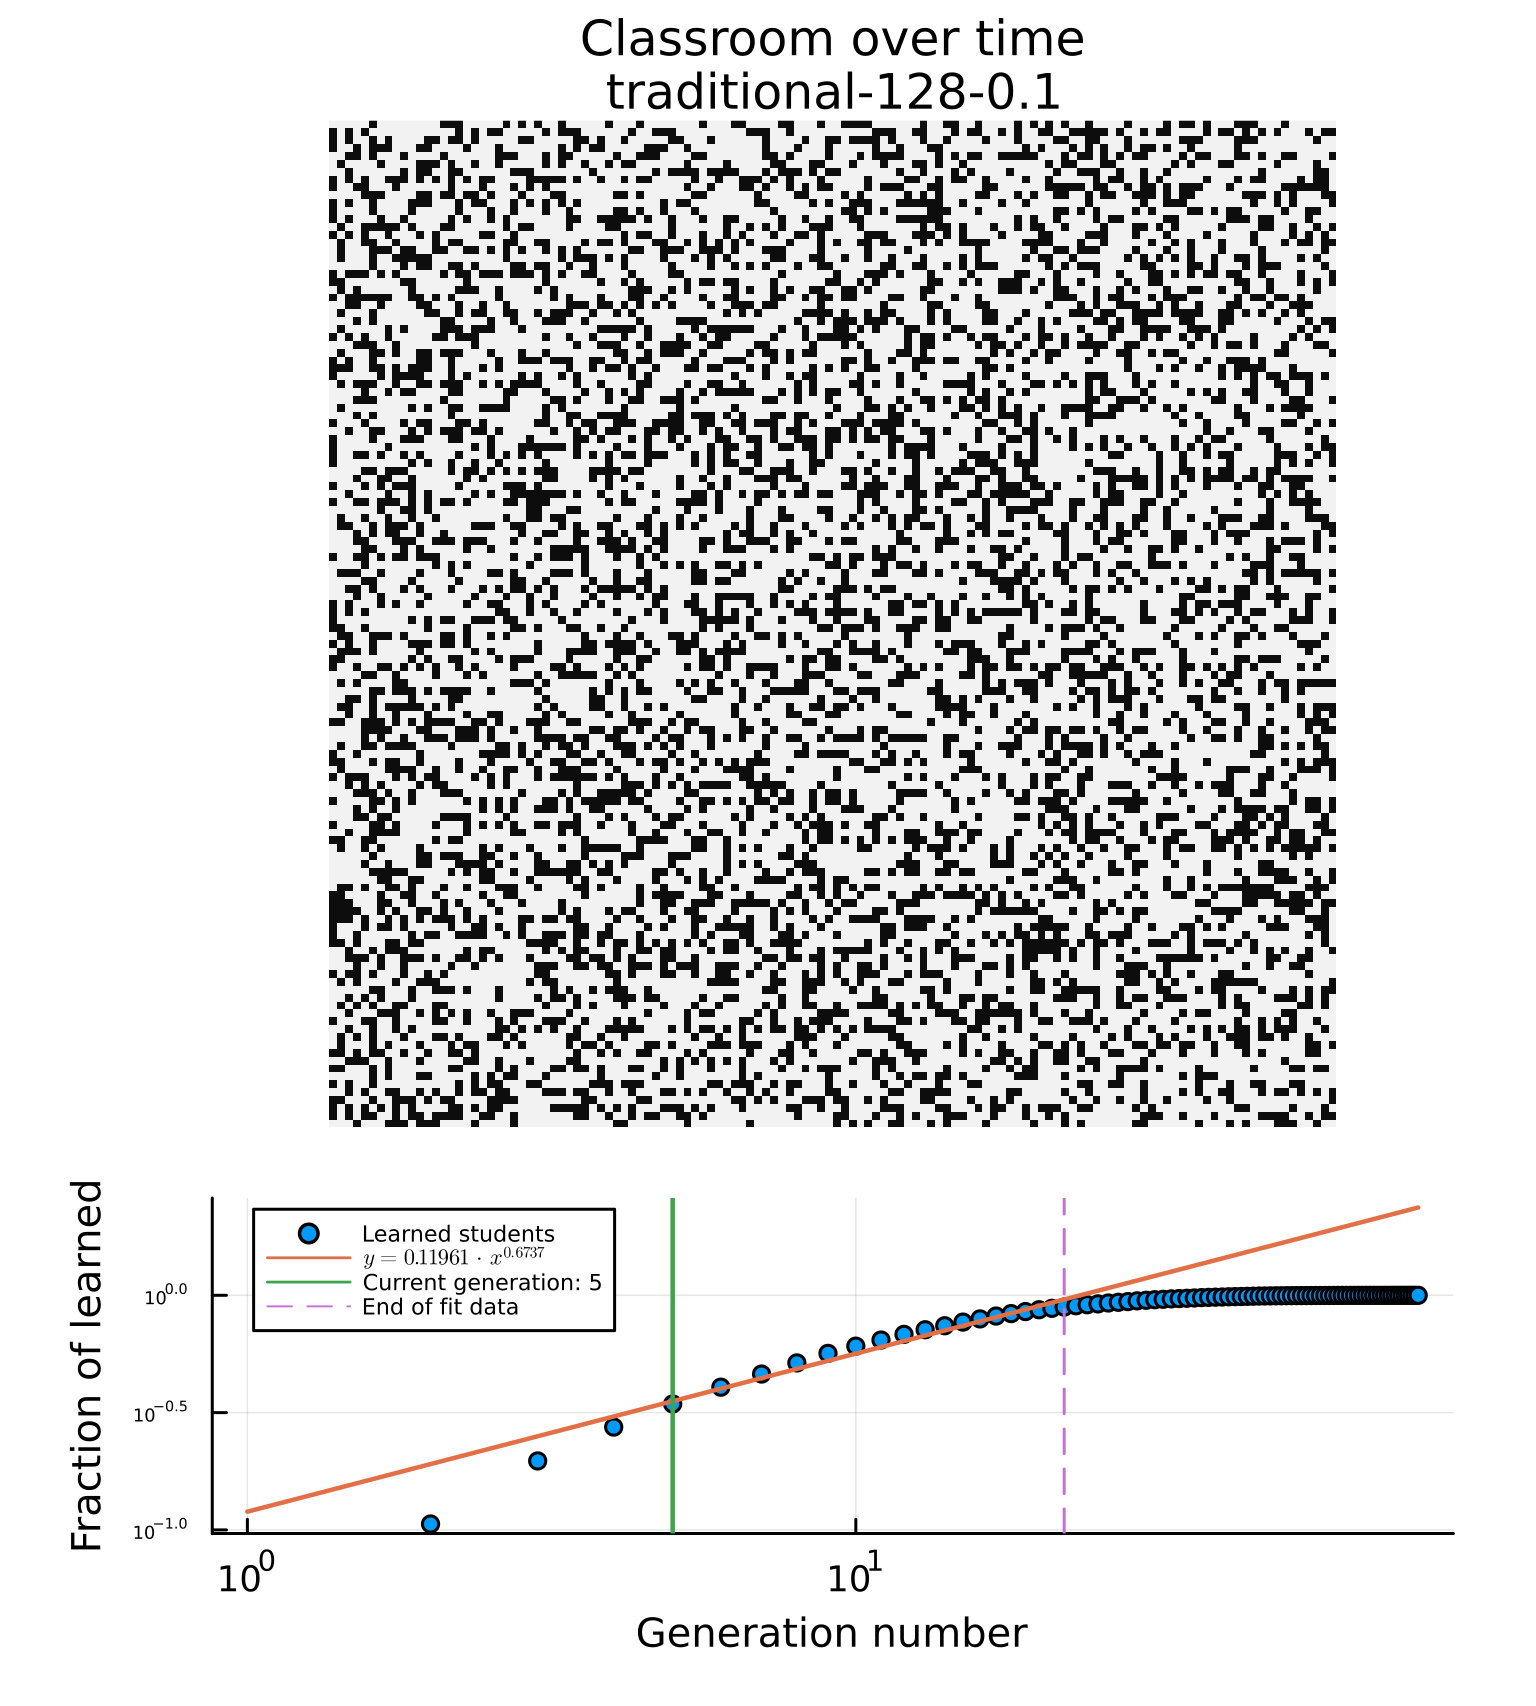 Classroom over time
traditional-128-0.1
Fraction of learned
Learned students
y = 0.11961 · x^0.6737
Current generation: 5
End of fit data
10^0.0
10^−0.5
10^−1.0
10^0
10^1
Generation number